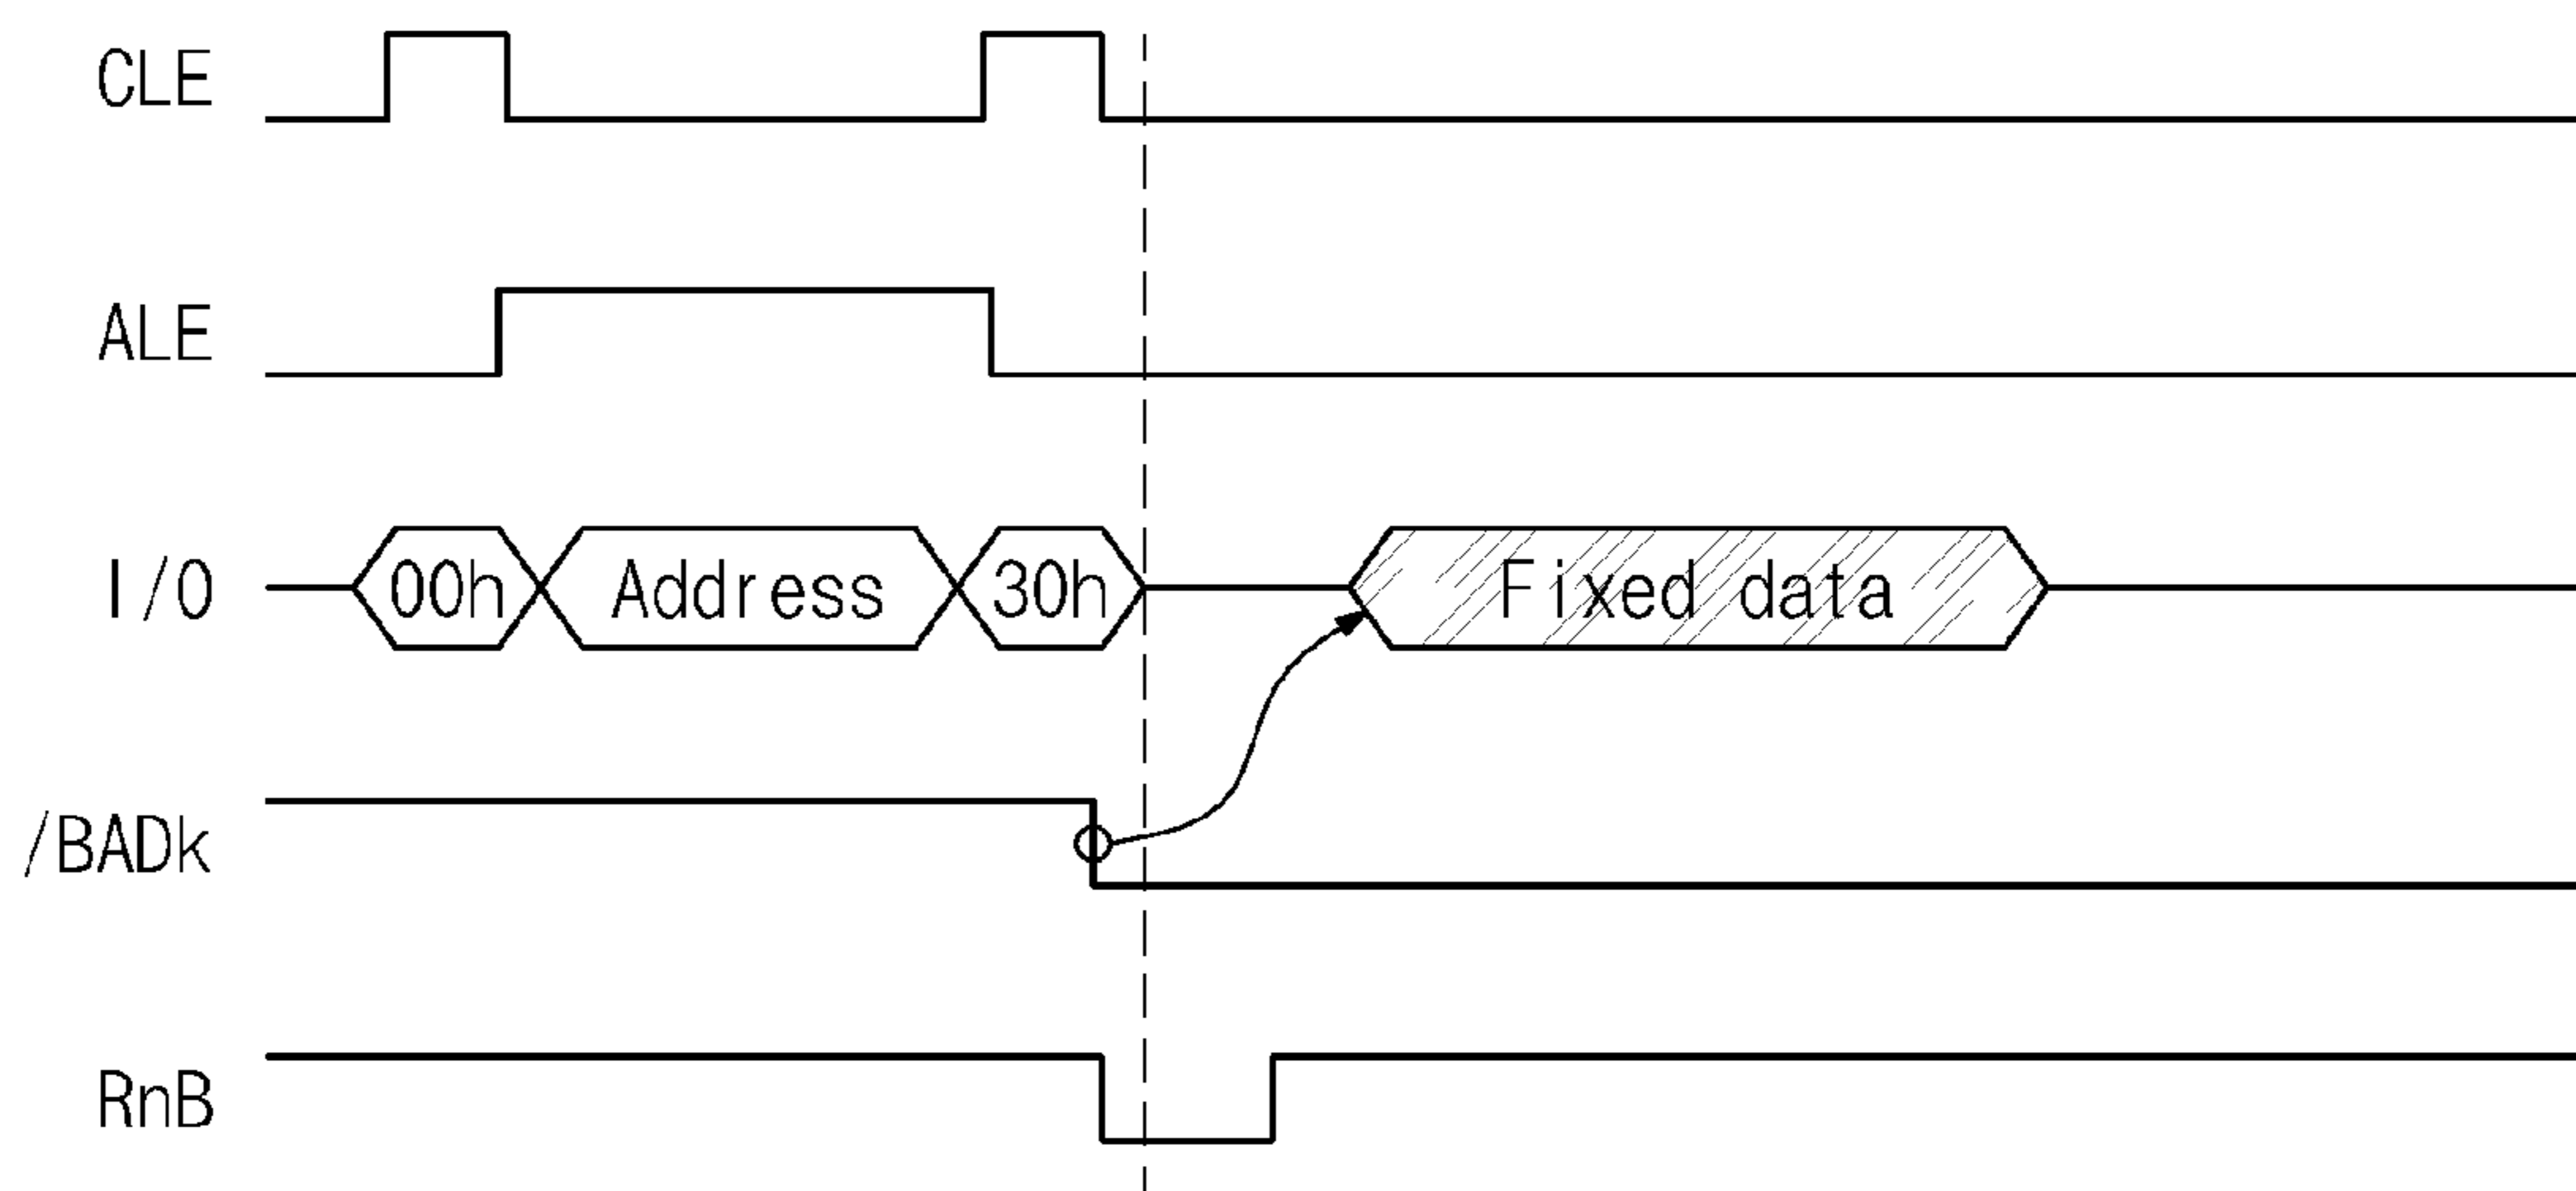 CLE
ALE
I/O 00h Address 30h Fixed data
/BADk
RnB